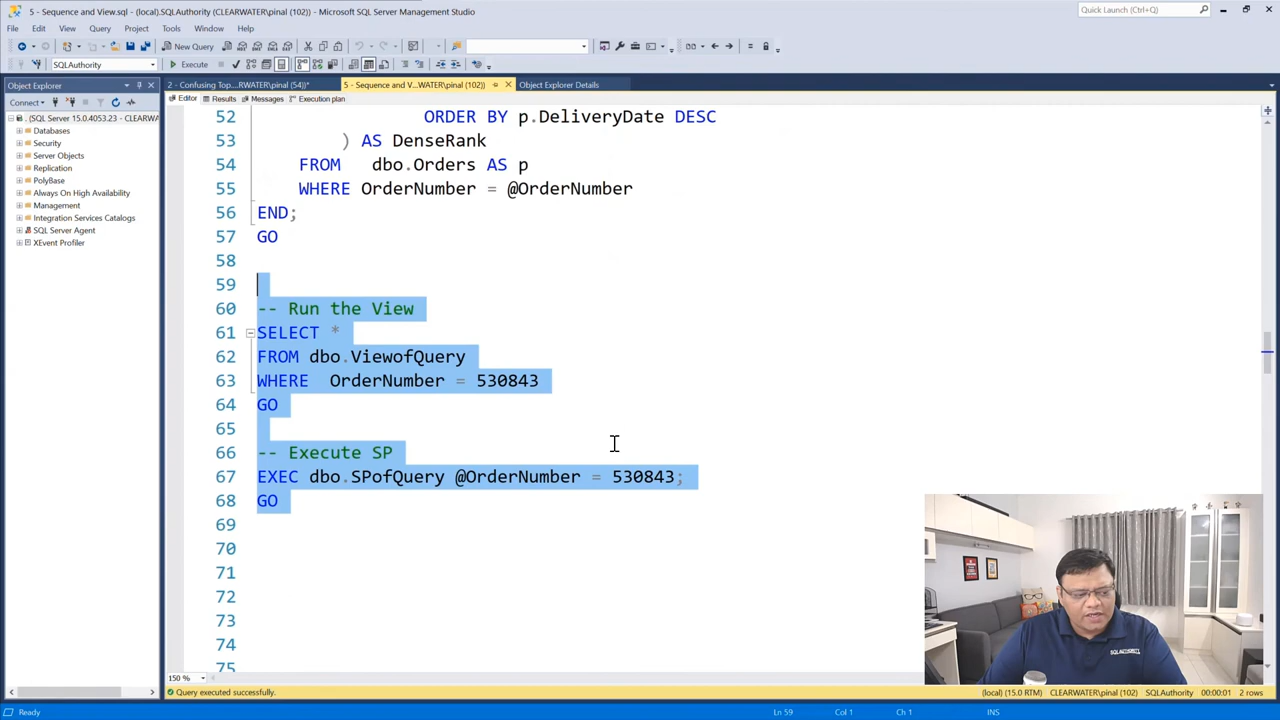 5 - Sequence and View.sql - (local).SQLAuthority (CLEARWATER\pinal (102)) - Microsoft SQL Server Management Studio
Quick Launch (Ctrl+Q)
File Edit View Query Project Tools Window Help
New Query
SQLAuthority Execute
Object Explorer
2 - Confusing Top....RWATER\pinal (54))*
5 - Sequence and V...WATER\pinal (102))
Object Explorer Details
Connect
Editor Results Messages Execution plan
. (SQL Server 15.0.4053.23 - CLEARWA
Databases
Security
Server Objects
Replication
PolyBase
Always On High Availability
Management
Integration Services Catalogs
SQL Server Agent
XEvent Profiler
52 ORDER BY p.DeliveryDate DESC
53 ) AS DenseRank
54 FROM dbo.Orders AS p
55 WHERE OrderNumber = @OrderNumber
56 END;
57 GO
58
59
60 -- Run the View
61 SELECT *
62 FROM dbo.ViewofQuery
63 WHERE OrderNumber = 530843
64 GO
65
66 -- Execute SP
67 EXEC dbo.SPofQuery @OrderNumber = 530843;
68 GO
69
70
71
72
73
74
75
SQLAUTHORITY
150 %
Query executed successfully.
(local) (15.0 RTM) CLEARWATER\pinal (102) SQLAuthority 00:00:01 2 rows
Ready Ln 59 Col 1 Ch 1 INS